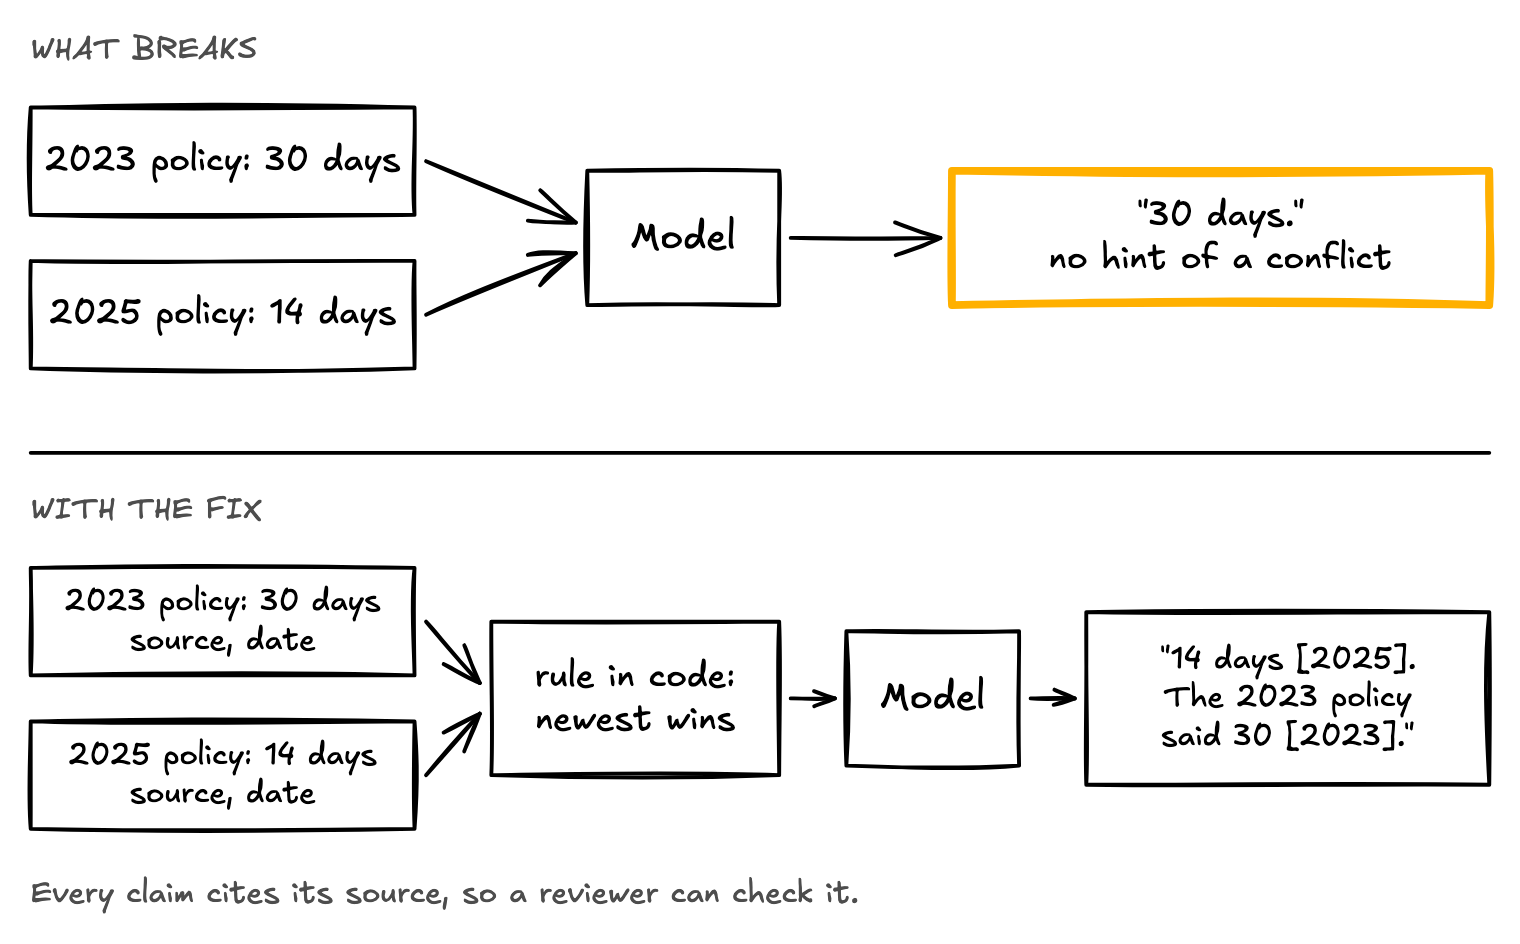 WHAT BREAKS
2023 policy: 30 days
2025 policy: 14 days
Model
"30 days."
no hint of a conflict
WITH THE FIX
2023 policy: 30 days
source, date
2025 policy: 14 days
source, date
rule in code:
newest wins
Model
"14 days [2025].
The 2023 policy
said 30 [2023]."
Every claim cites its source, so a reviewer can check it.